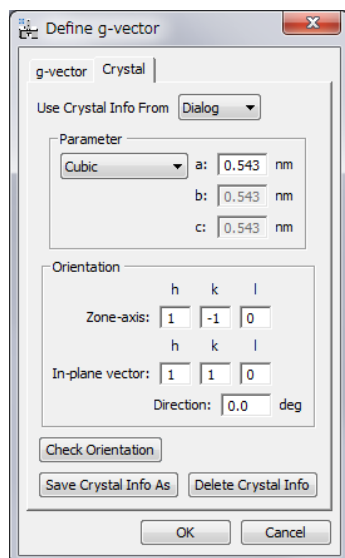 Define g-vector
g-vector Crystal
Use Crystal Info From Dialog
Parameter
Cubic a: 0.543 nm
b: 0.543 nm
c: 0.543 nm
Orientation
h k l
Zone-axis: 1 -1 0
h k l
In-plane vector: 1 1 0
Direction: 0.0 deg
Check Orientation
Save Crystal Info As Delete Crystal Info
OK Cancel